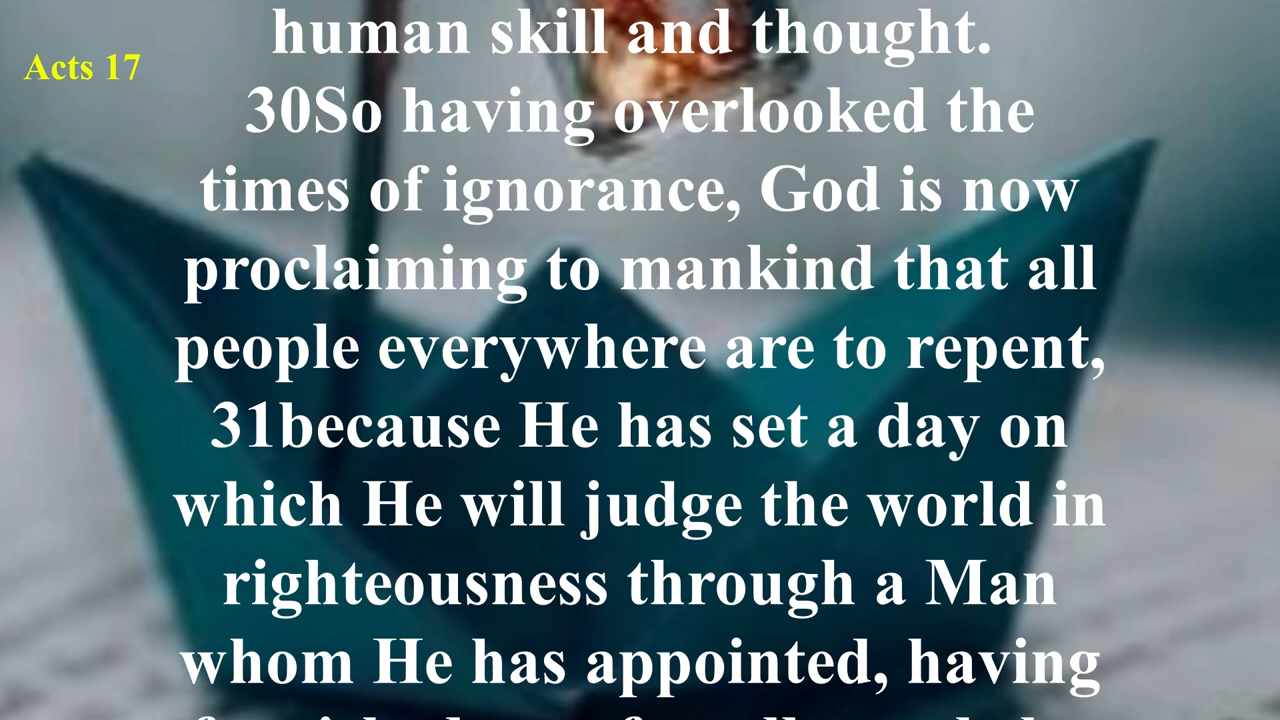 human skill and thought.
Acts 17
30So having overlooked the
times of ignorance, God is now
proclaiming to mankind that all
people everywhere are to repent,
31because He has set a day on
which He will judge the world in
righteousness through a Man
whom He has appointed, having